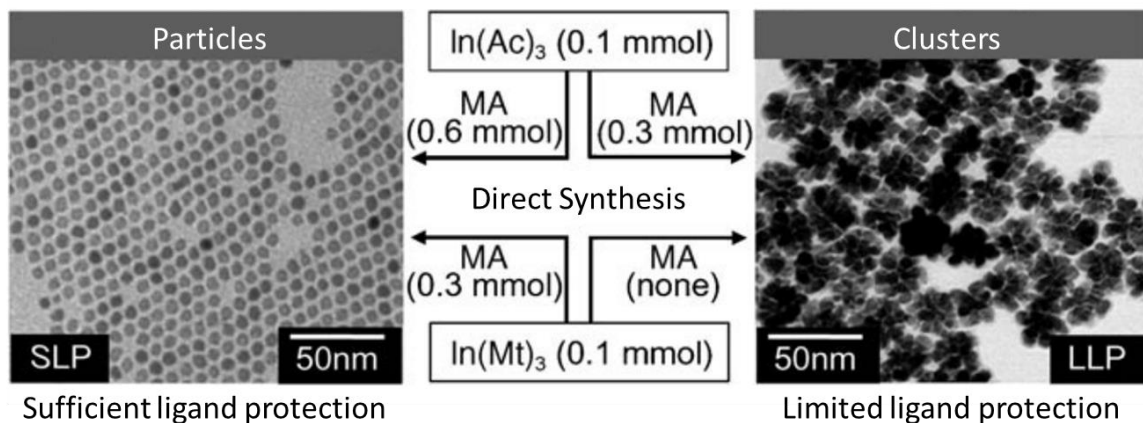 Particles
SLP
50nm
Sufficient ligand protection
In(Ac)₃ (0.1 mmol)
MA
(0.6 mmol)
MA
(0.3 mmol)
Direct Synthesis
MA
(0.3 mmol)
MA
(none)
In(Mt)₃ (0.1 mmol)
Clusters
50nm
LLP
Limited ligand protection